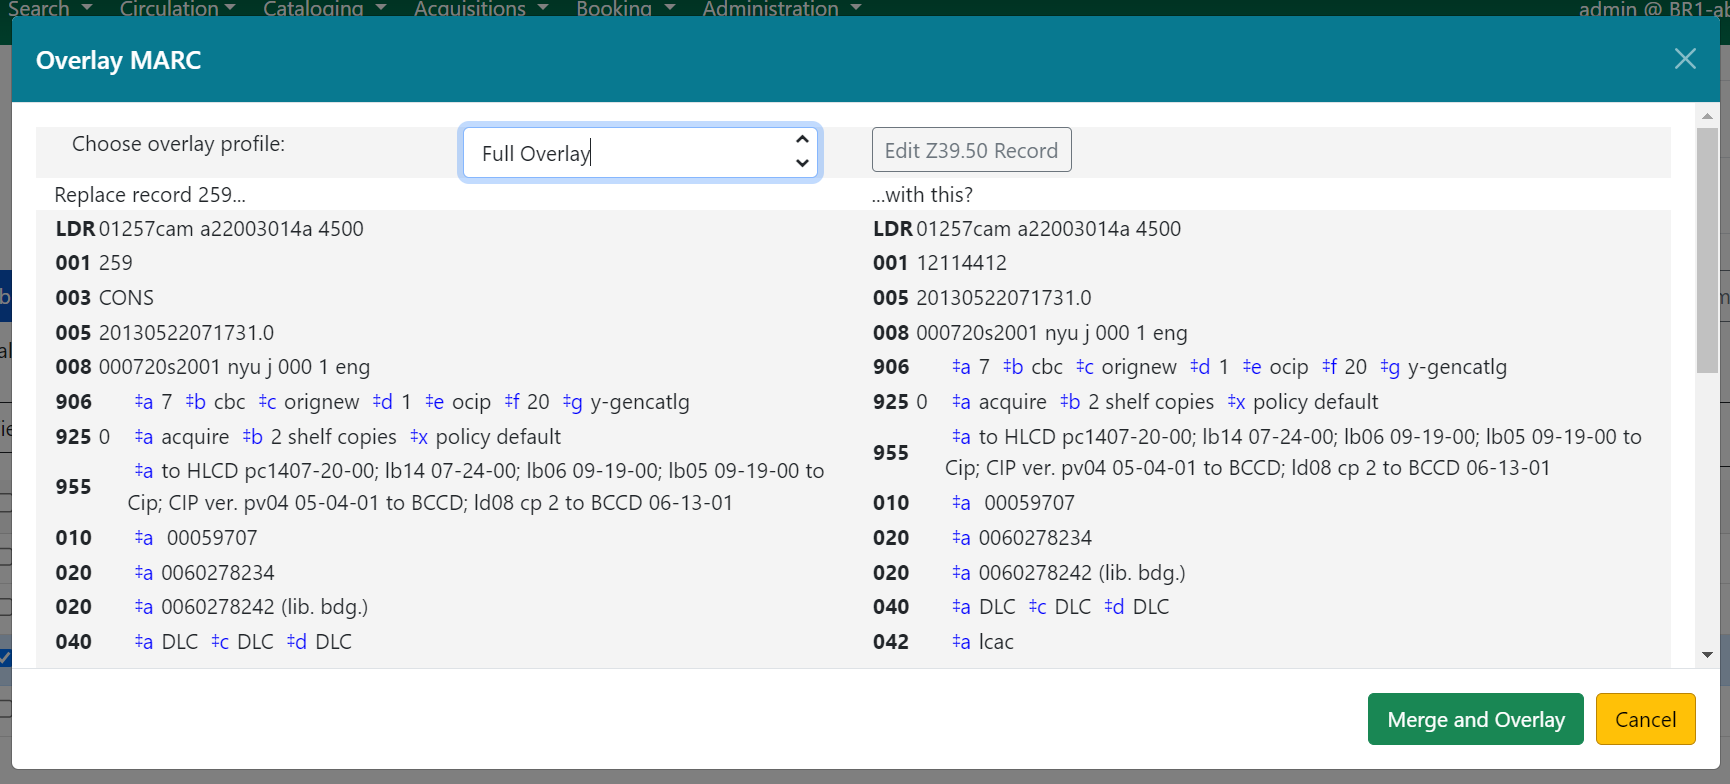 Search Circulation Cataloging Acquisitions Booking Administration admin @ BR1-
Overlay MARC
Choose overlay profile: Full Overlay Edit Z39.50 Record
Replace record 259... ...with this?
LDR 01257cam a22003014a 4500
001 259
003 CONS
005 20130522071731.0
008 000720s2001 nyu j 000 1 eng
906 ‡a 7 ‡b cbc ‡c orignew ‡d 1 ‡e ocip ‡f 20 ‡g y-gencatlg
925 0 ‡a acquire ‡b 2 shelf copies ‡x policy default
955 ‡a to HLCD pc1407-20-00; lb14 07-24-00; lb06 09-19-00; lb05 09-19-00 to
Cip; CIP ver. pv04 05-04-01 to BCCD; ld08 cp 2 to BCCD 06-13-01
010 ‡a 00059707
020 ‡a 0060278234
020 ‡a 0060278242 (lib. bdg.)
040 ‡a DLC ‡c DLC ‡d DLC
LDR 01257cam a22003014a 4500
001 12114412
005 20130522071731.0
008 000720s2001 nyu j 000 1 eng
906 ‡a 7 ‡b cbc ‡c orignew ‡d 1 ‡e ocip ‡f 20 ‡g y-gencatlg
925 0 ‡a acquire ‡b 2 shelf copies ‡x policy default
955 ‡a to HLCD pc1407-20-00; lb14 07-24-00; lb06 09-19-00; lb05 09-19-00 to
Cip; CIP ver. pv04 05-04-01 to BCCD; ld08 cp 2 to BCCD 06-13-01
010 ‡a 00059707
020 ‡a 0060278234
020 ‡a 0060278242 (lib. bdg.)
040 ‡a DLC ‡c DLC ‡d DLC
042 ‡a lcac
Merge and Overlay Cancel